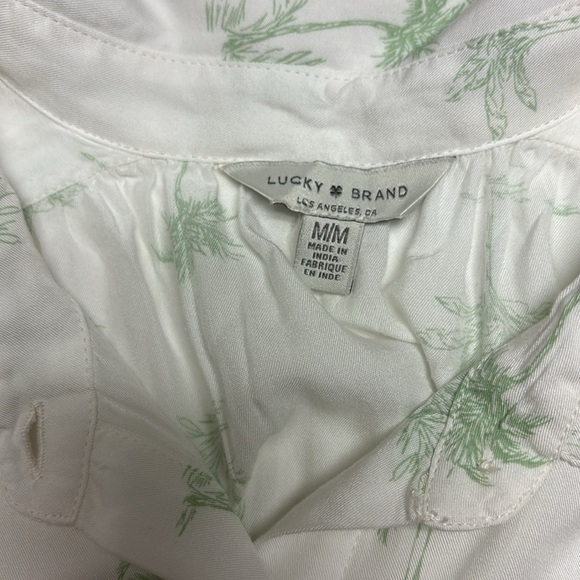 LUCKY BRAND
LOS ANGELES, CA
M/M
MADE IN
INDIA
FABRIQUE
EN INDE